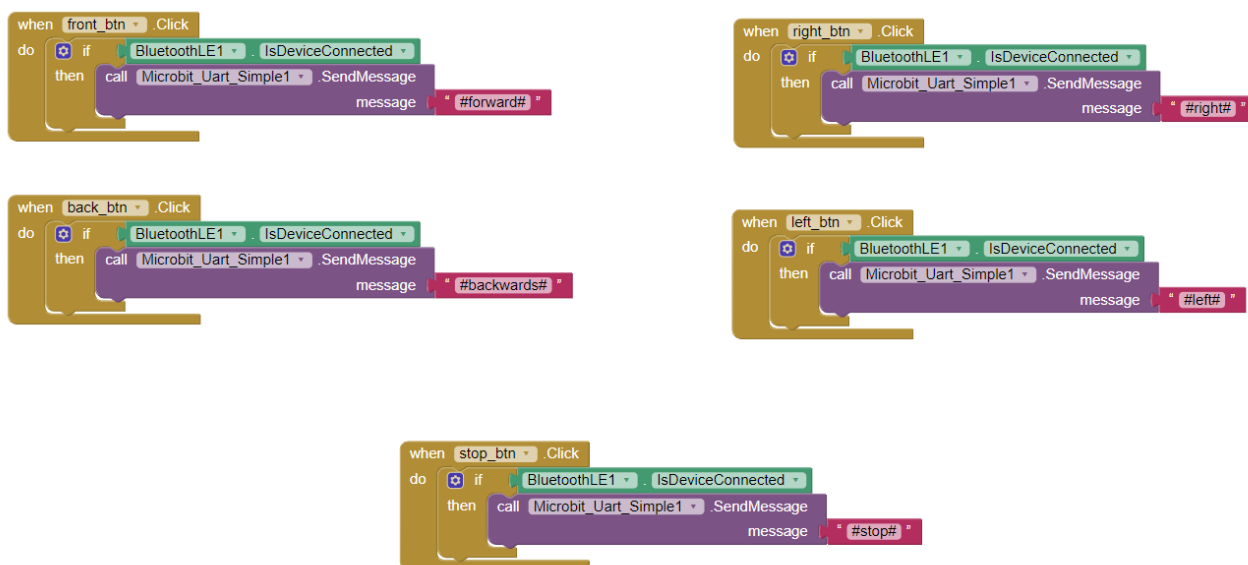 when front_btn .Click
do if BluetoothLE1 . IsDeviceConnected
then call Microbit_Uart_Simple1 .SendMessage
message " #forward# "
when right_btn .Click
do if BluetoothLE1 . IsDeviceConnected
then call Microbit_Uart_Simple1 .SendMessage
message " #right# "
when back_btn .Click
do if BluetoothLE1 . IsDeviceConnected
then call Microbit_Uart_Simple1 .SendMessage
message " #backwards# "
when left_btn .Click
do if BluetoothLE1 . IsDeviceConnected
then call Microbit_Uart_Simple1 .SendMessage
message " #left# "
when stop_btn .Click
do if BluetoothLE1 . IsDeviceConnected
then call Microbit_Uart_Simple1 .SendMessage
message " #stop# "